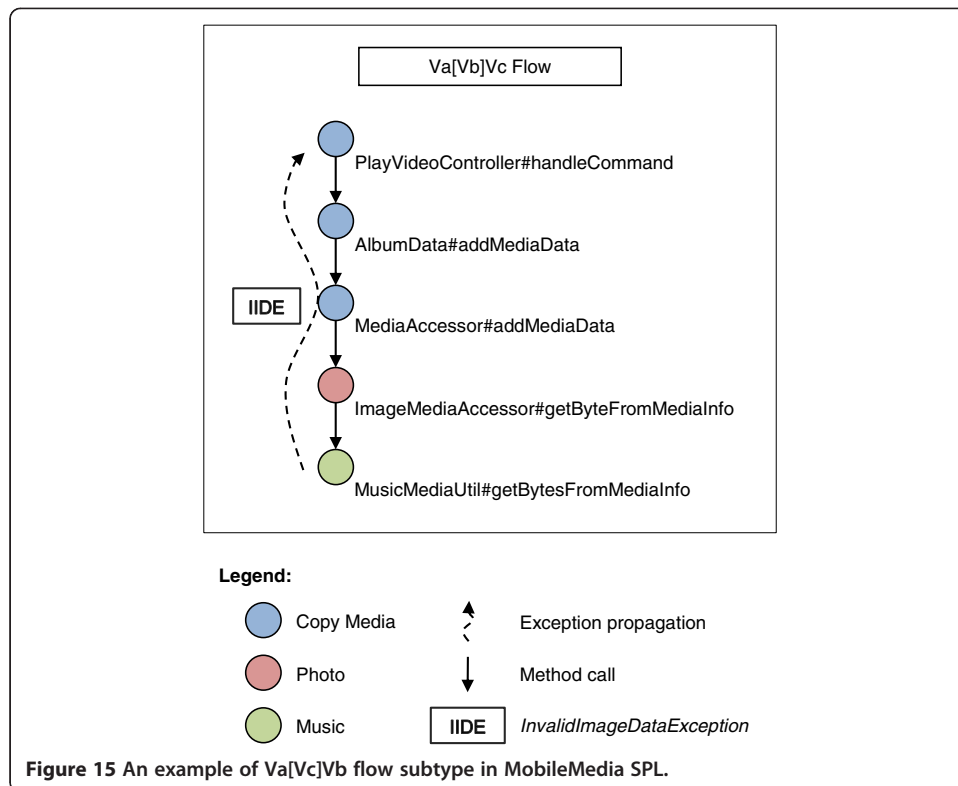 Va[Vb]Vc Flow
PlayVideoController#handleCommand
AlbumData#addMediaData
IIDE
MediaAccessor#addMediaData
ImageMediaAccessor#getByteFromMediaInfo
MusicMediaUtil#getBytesFromMediaInfo
Legend:
Copy Media
Exception propagation
Photo
Method call
Music
IIDE
InvalidImageDataException
Figure 15 An example of Va[Vc]Vb flow subtype in MobileMedia SPL.